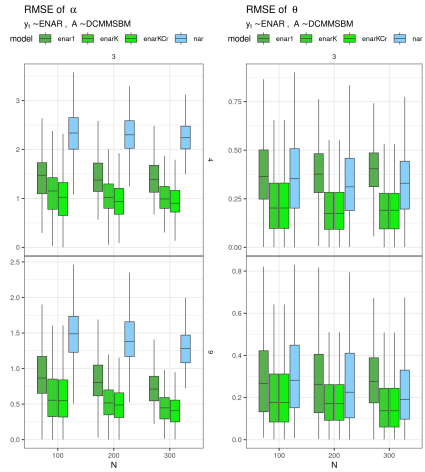 RMSE of α
yₜ ~ENAR , A ~DCMMSBM
model enar1 enarK enarKCr nar
3
3
2
1
0
4
2.5
2.0
1.5
1.0
0.5
0.0
9
100 200 300
N
RMSE of θ
yₜ ~ENAR , A ~DCMMSBM
model enar1 enarK enarKCr nar
3
0.75
0.50
0.25
0.00
0.8
0.6
0.4
0.2
0.0
100 200 300
N